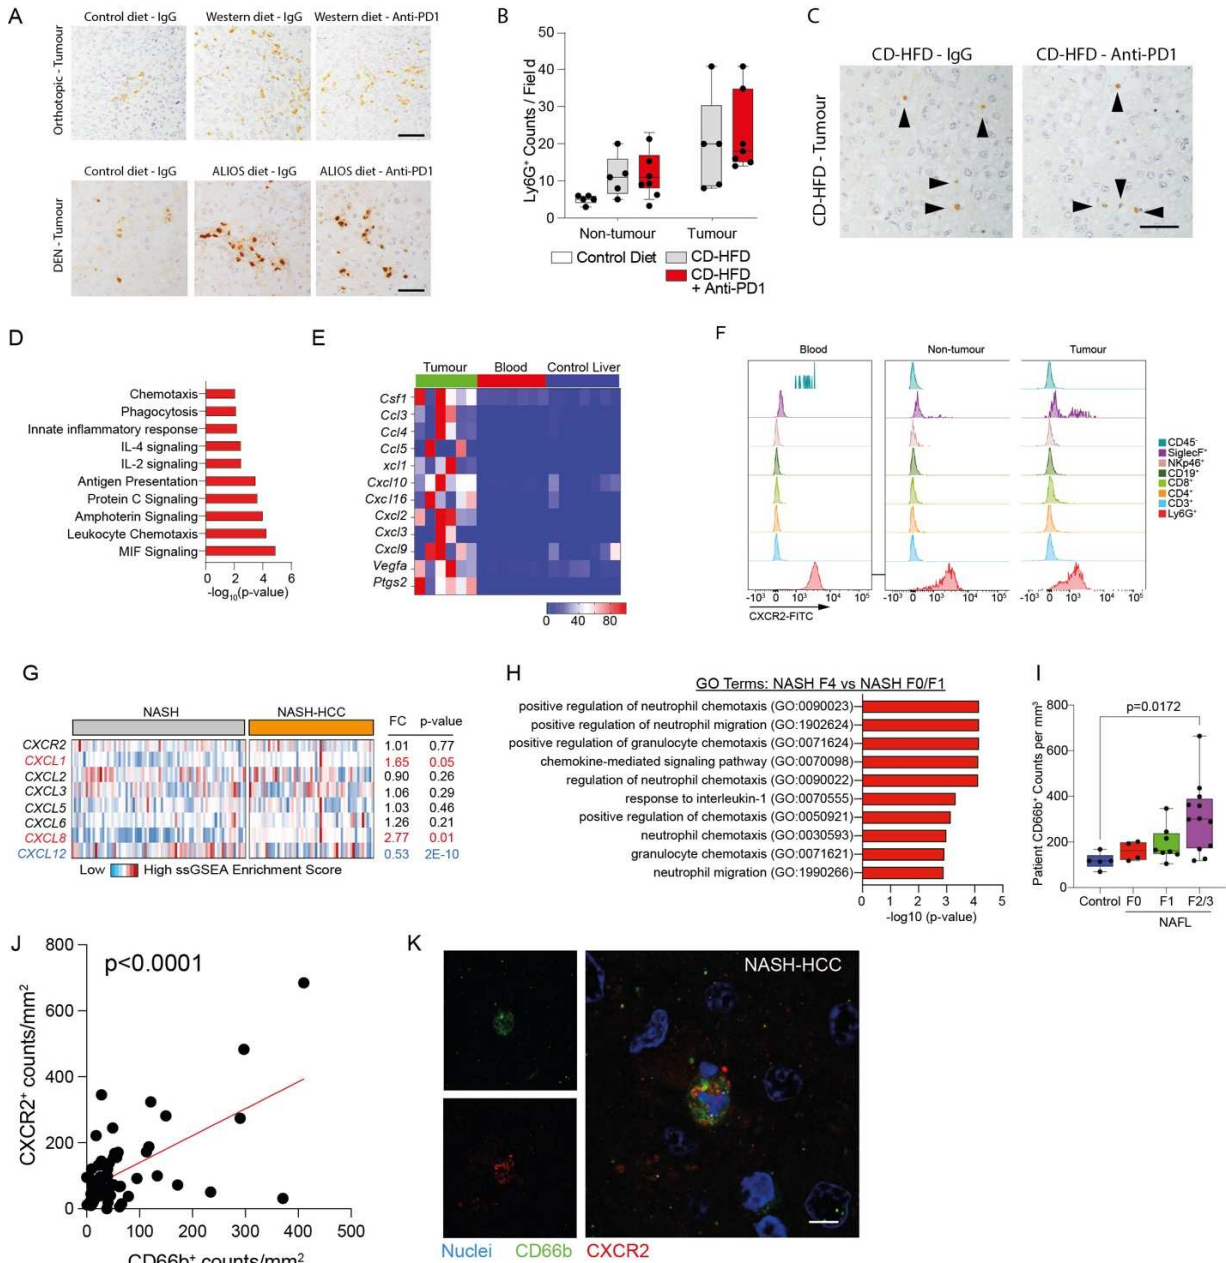 A
Control diet - IgG
Western diet - IgG
Western diet - Anti-PD1
Orthotopic - Tumour
Control diet - IgG
ALIOS diet - IgG
ALIOS diet - Anti-PD1
DEN - Tumour
B
50
40
30
20
10
0
Ly6G⁺ Counts / Field
Non-tumour
Tumour
Control Diet
CD-HFD
CD-HFD
+ Anti-PD1
C
CD-HFD - IgG
CD-HFD - Anti-PD1
CD-HFD - Tumour
D
Chemotaxis
Phagocytosis
Innate inflammatory response
IL-4 signaling
IL-2 signaling
Antigen Presentation
Protein C Signaling
Amphoterin Signaling
Leukocyte Chemotaxis
MIF Signaling
0 2 4 6
-log₁₀(p-value)
E
Tumour Blood Control Liver
Csf1
Ccl3
Ccl4
Ccl5
xcl1
Cxcl10
Cxcl16
Cxcl2
Cxcl3
Cxcl9
Vegfa
Ptgs2
0 40 80
F
Blood
Non-tumour
Tumour
CD45⁻
SiglecF⁺
NKp46⁺
CD19⁺
CD8⁺
CD4⁺
CD3⁺
Ly6G⁺
-10³ 10³ 10⁴ 10⁵
-10³ 10³ 10⁴ 10⁵
-10³ 10³ 10⁴ 10⁵
CXCR2-FITC
G
NASH
NASH-HCC
FC p-value
CXCR2 1.01 0.77
CXCL1 1.65 0.05
CXCL2 0.90 0.26
CXCL3 1.06 0.29
CXCL5 1.03 0.46
CXCL6 1.26 0.21
CXCL8 2.77 0.01
CXCL12 0.53 2E-10
Low High ssGSEA Enrichment Score
H
GO Terms: NASH F4 vs NASH F0/F1
positive regulation of neutrophil chemotaxis (GO:0090023)
positive regulation of neutrophil migration (GO:1902624)
positive regulation of granulocyte chemotaxis (GO:0071624)
chemokine-mediated signaling pathway (GO:0070098)
regulation of neutrophil chemotaxis (GO:0090022)
response to interleukin-1 (GO:0070555)
positive regulation of chemotaxis (GO:0050921)
neutrophil chemotaxis (GO:0030593)
granulocyte chemotaxis (GO:0071621)
neutrophil migration (GO:1990266)
0 1 2 3 4 5
-log10 (p-value)
I
p=0.0172
800
600
400
200
0
Patient CD66b⁺ Counts per mm³
Control F0 F1 F2/3
NAFL
J
p<0.0001
800
600
400
200
0
CXCR2⁺ counts/mm²
0 100 200 300 400 500
CD66b⁺ counts/mm²
K
NASH-HCC
Nuclei CD66b CXCR2